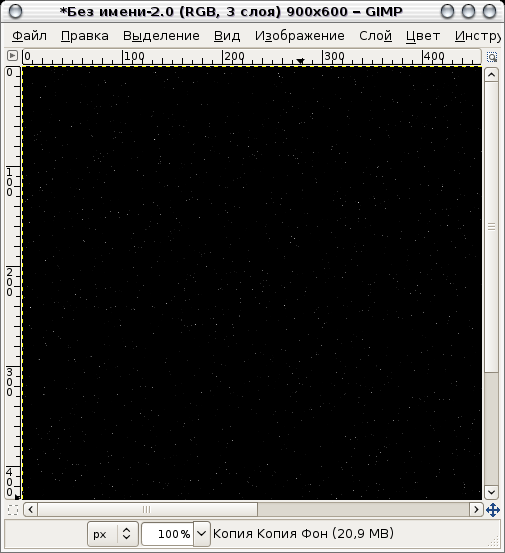 *Без имени-2.0 (RGB, 3 слоя) 900x600 – GIMP
Файл Правка Выделение Вид Изображение Слой Цвет Инстру
0 100 200 300 400
0
100
200
300
400
px 100% Копия Копия Фон (20,9 MB)